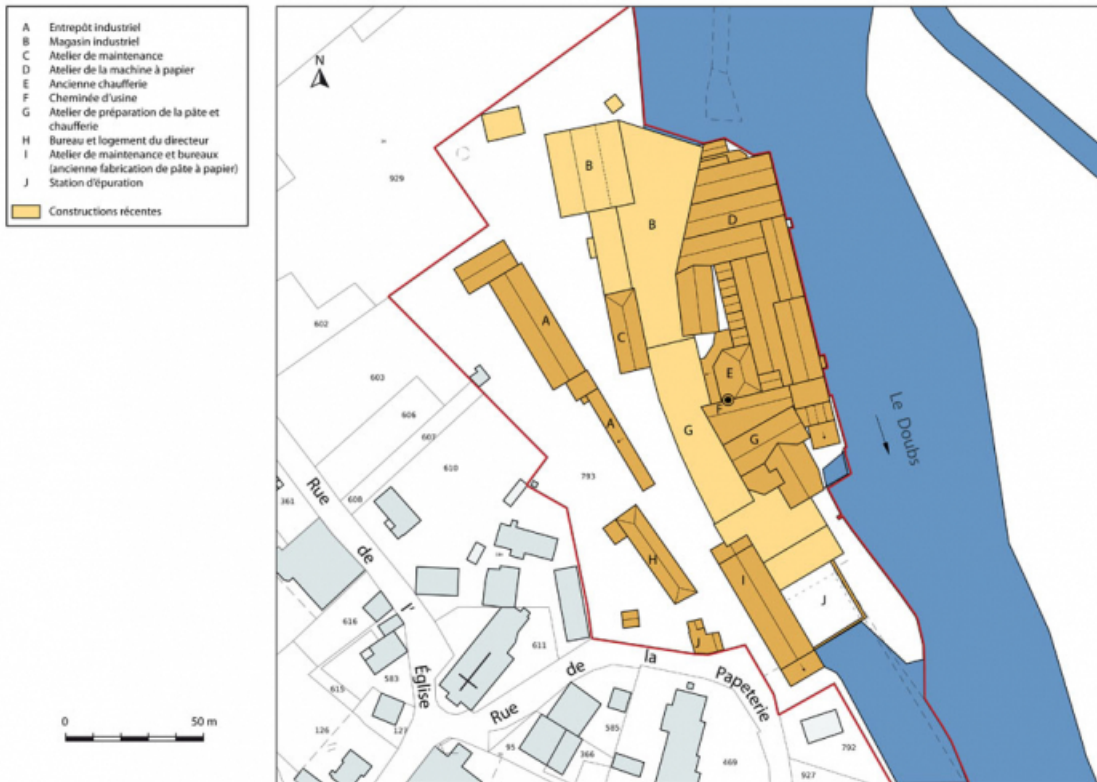 A Entrepôt industriel
B Magasin industriel
C Atelier de maintenance
D Atelier de la machine à papier
E Ancienne chaufferie
F Cheminée d'usine
G Atelier de préparation de la pâte et
chaufferie
H Bureau et logement du directeur
I Atelier de maintenance et bureaux
(ancienne fabrication de pâte à papier)
J Station d'épuration
Constructions récentes
N
929
B
B
D
A
C
E
F
602
603
606
607
610
608
361
A
G
G
793
Le Doubs
H
I
J
J
616
611
583
615
126
127
Rue de l' Église
Rue de la Papeterie
95
366
585
469
792
927
0 50 m